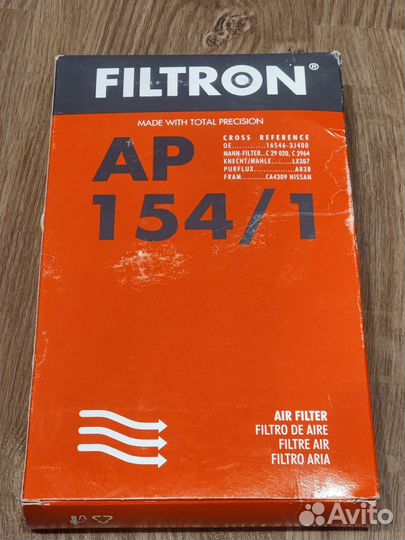 FILTRON®
MADE WITH TOTAL PRECISION
CROSS REFERENCE
OE.............16546-3J400
MANN-FILTER..C 29 020, C 2964
KNECHT/MAHLE.........LX307
PURFLUX................A838
FRAM..........CA4309 NISSAN
AP
154/1
AIR FILTER
FILTRO DE AIRE
FILTRE AIR
FILTRO ARIA
Avito